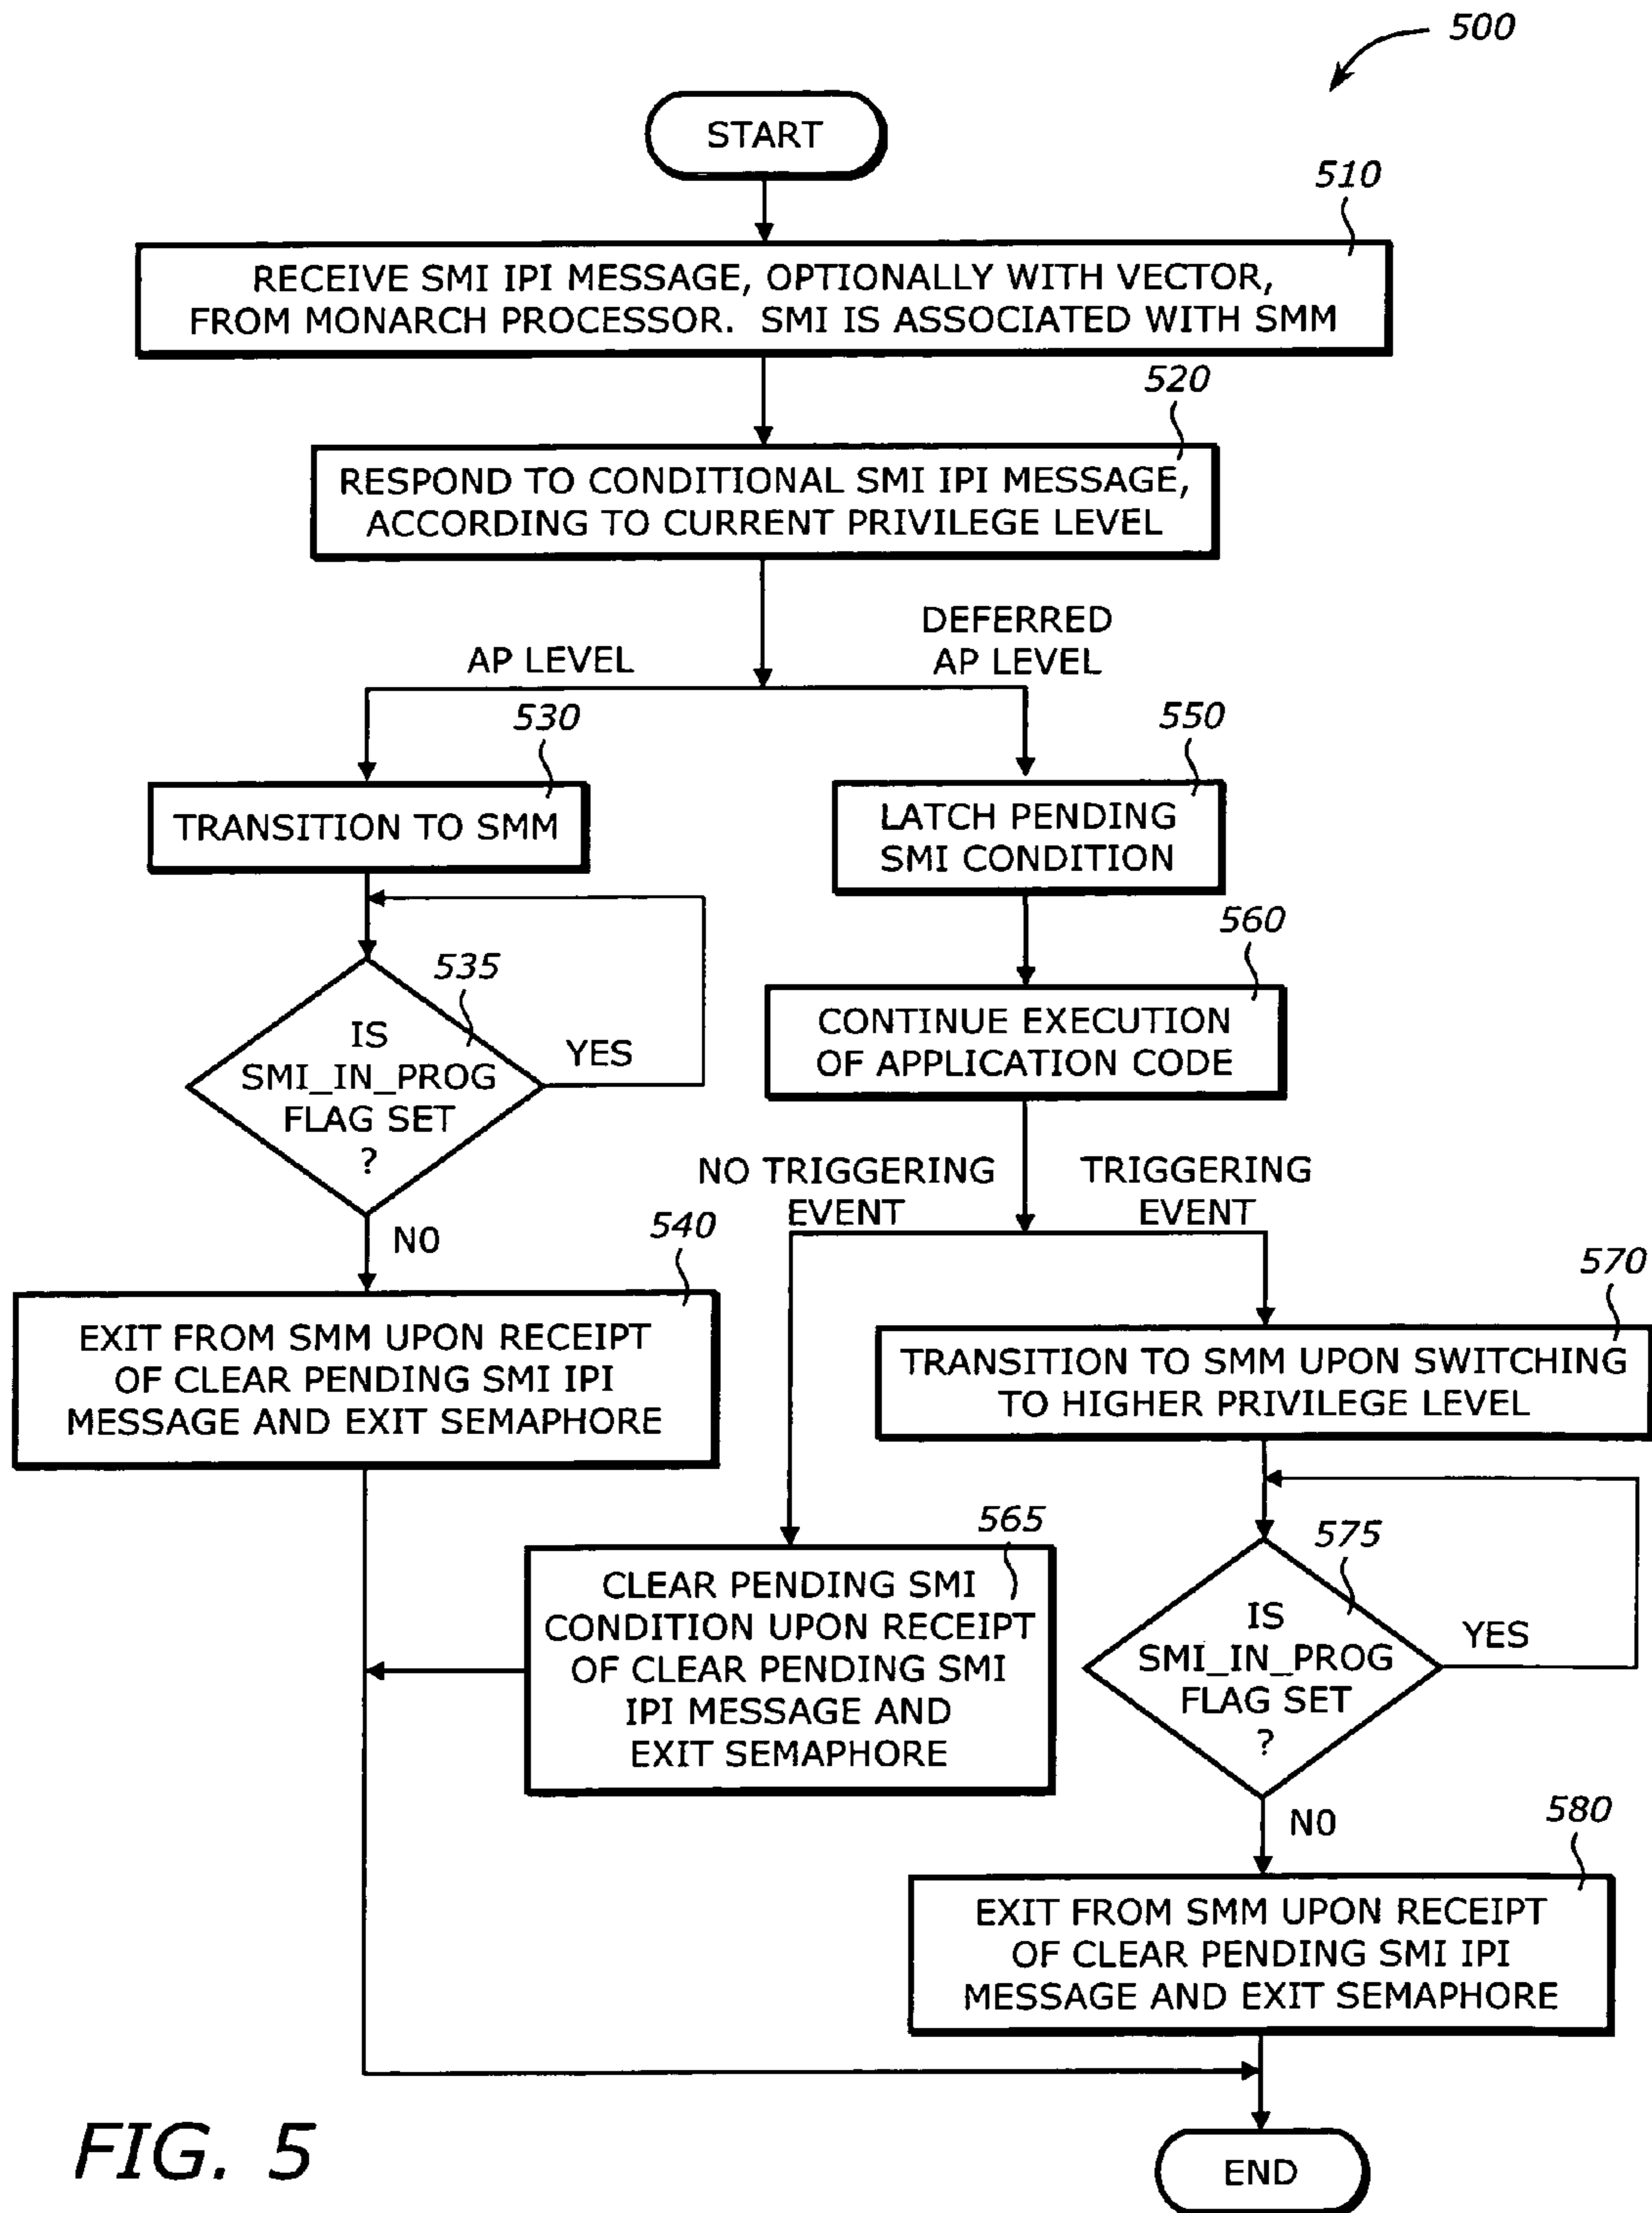 500
START
510
RECEIVE SMI IPI MESSAGE, OPTIONALLY WITH VECTOR,
FROM MONARCH PROCESSOR. SMI IS ASSOCIATED WITH SMM
520
RESPOND TO CONDITIONAL SMI IPI MESSAGE,
ACCORDING TO CURRENT PRIVILEGE LEVEL
AP LEVEL
DEFERRED
AP LEVEL
530
TRANSITION TO SMM
535
IS
SMI_IN_PROG
FLAG SET
?
YES
NO
540
EXIT FROM SMM UPON RECEIPT
OF CLEAR PENDING SMI IPI
MESSAGE AND EXIT SEMAPHORE
550
LATCH PENDING
SMI CONDITION
560
CONTINUE EXECUTION
OF APPLICATION CODE
NO TRIGGERING
EVENT
TRIGGERING
EVENT
565
CLEAR PENDING SMI
CONDITION UPON RECEIPT
OF CLEAR PENDING SMI
IPI MESSAGE AND
EXIT SEMAPHORE
570
TRANSITION TO SMM UPON SWITCHING
TO HIGHER PRIVILEGE LEVEL
575
IS
SMI_IN_PROG
FLAG SET
?
YES
NO
580
EXIT FROM SMM UPON RECEIPT
OF CLEAR PENDING SMI IPI
MESSAGE AND EXIT SEMAPHORE
END
FIG. 5